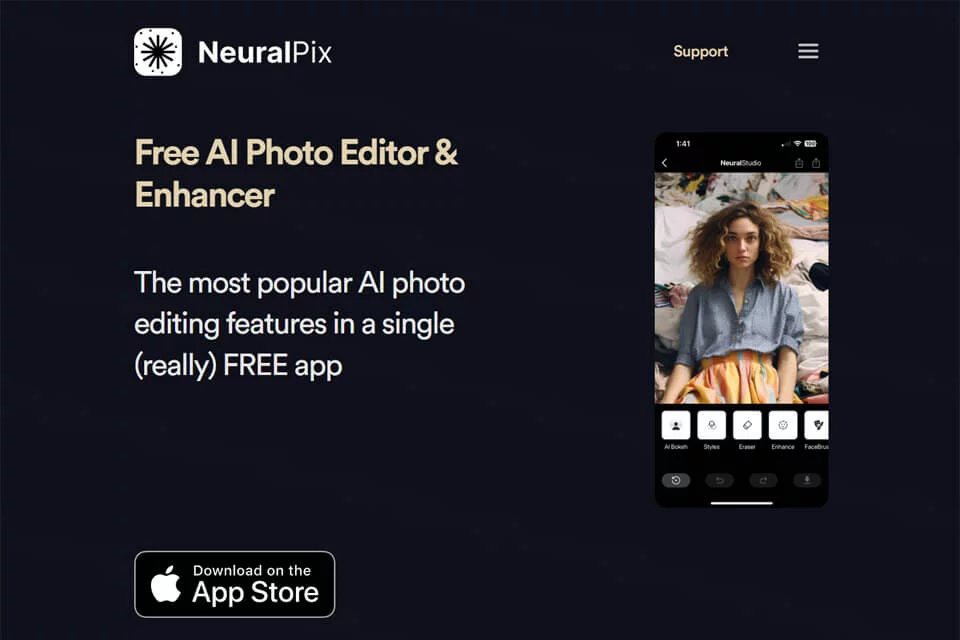 NeuralPix
Support
Free AI Photo Editor &
Enhancer
The most popular AI photo
editing features in a single
(really) FREE app
Download on the
App Store
1:41
100
NeuralStudio
AI Bokeh
Styles
Eraser
Enhance
FaceBrus